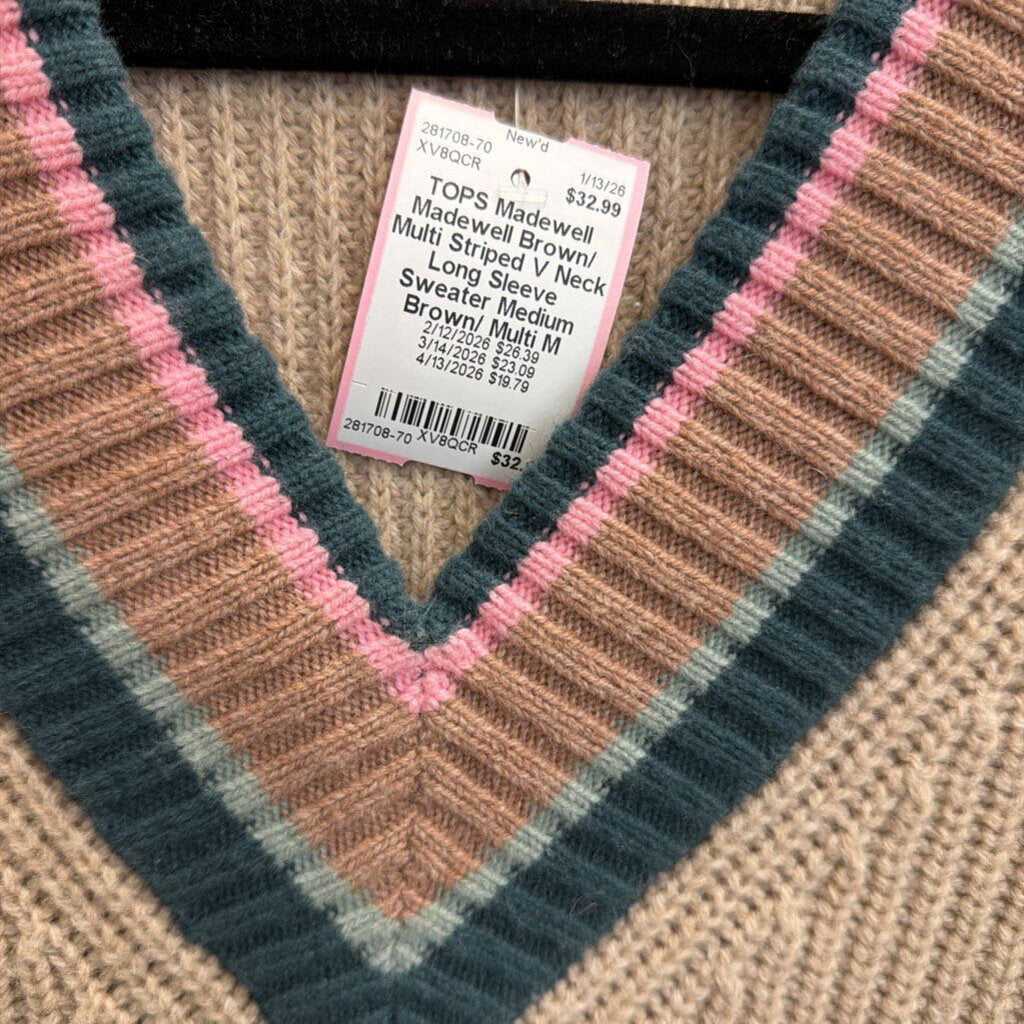 281708-70
XV8QCR
New'd
1/13/26
$32.99
TOPS Madewell
Madewell Brown/
Multi Striped V Neck
Long Sleeve
Sweater Medium
Brown/ Multi M
2/12/2026 $26.39
3/14/2026 $23.09
4/13/2026 $19.79
281708-70 XV8QCR $32.